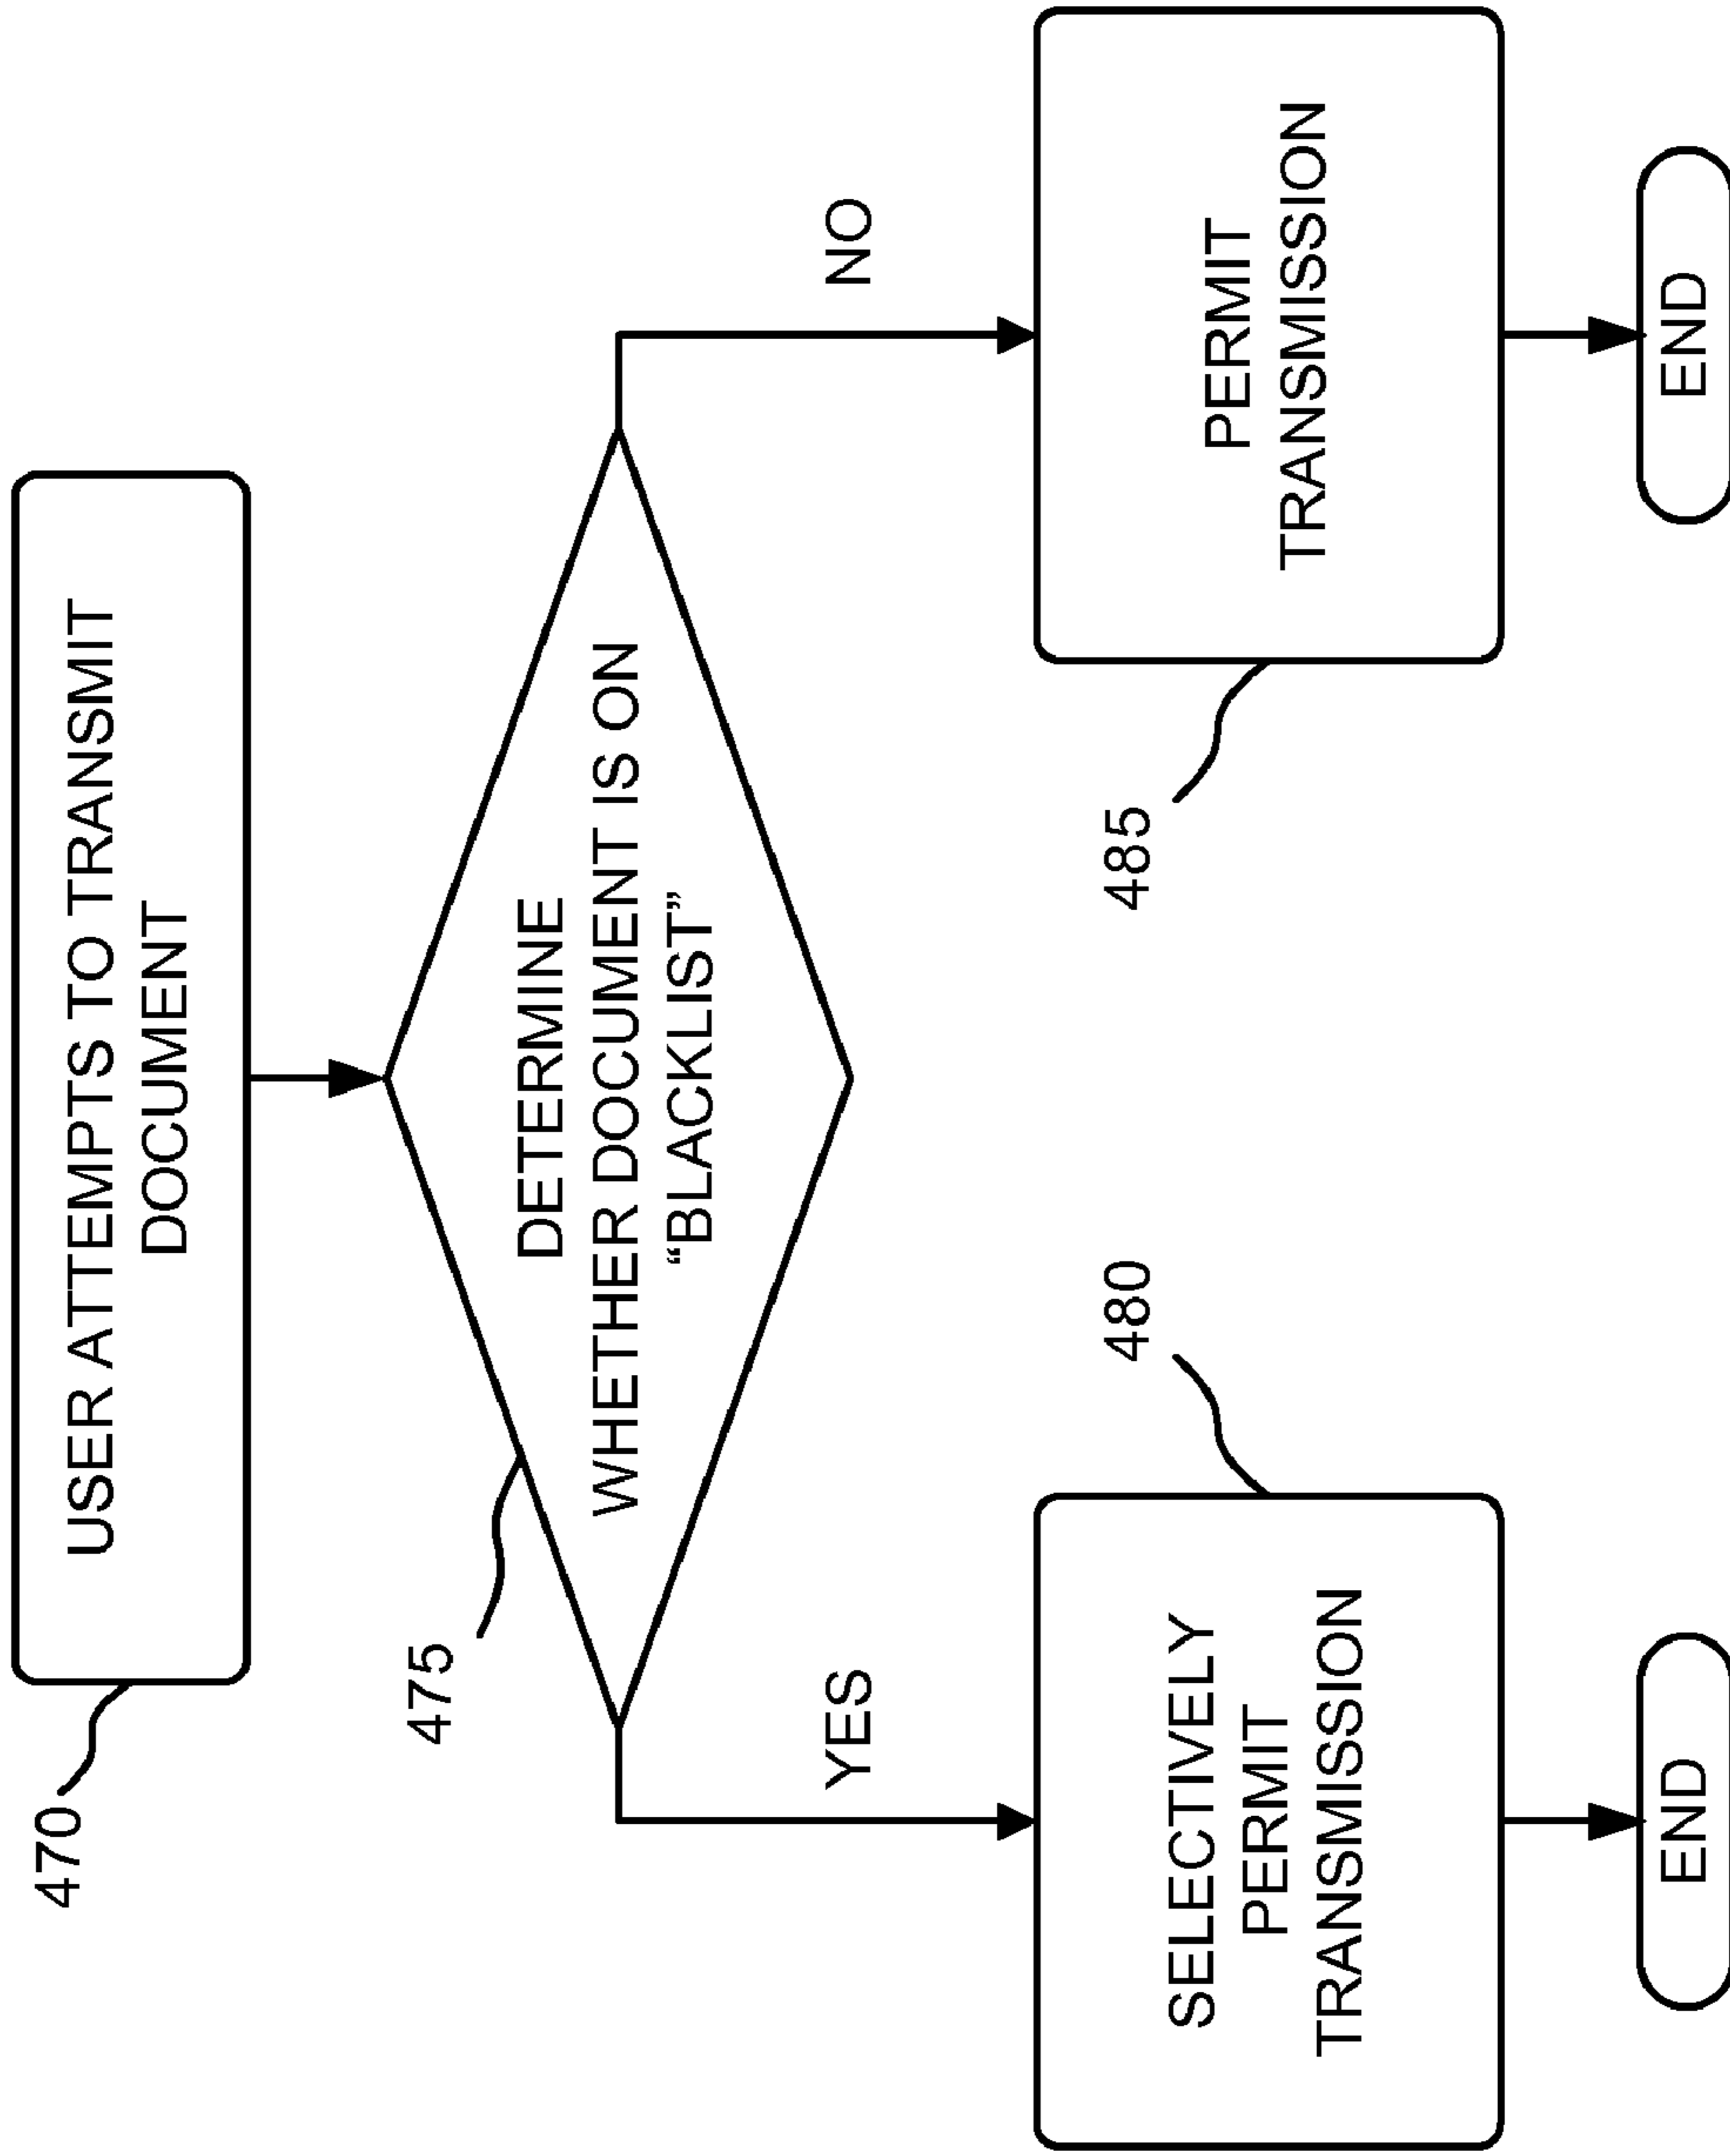 470
USER ATTEMPTS TO TRANSMIT
DOCUMENT
475
DETERMINE
WHETHER DOCUMENT IS ON
“BLACKLIST”
YES
NO
480
SELECTIVELY
PERMIT
TRANSMISSION
485
PERMIT
TRANSMISSION
END
END